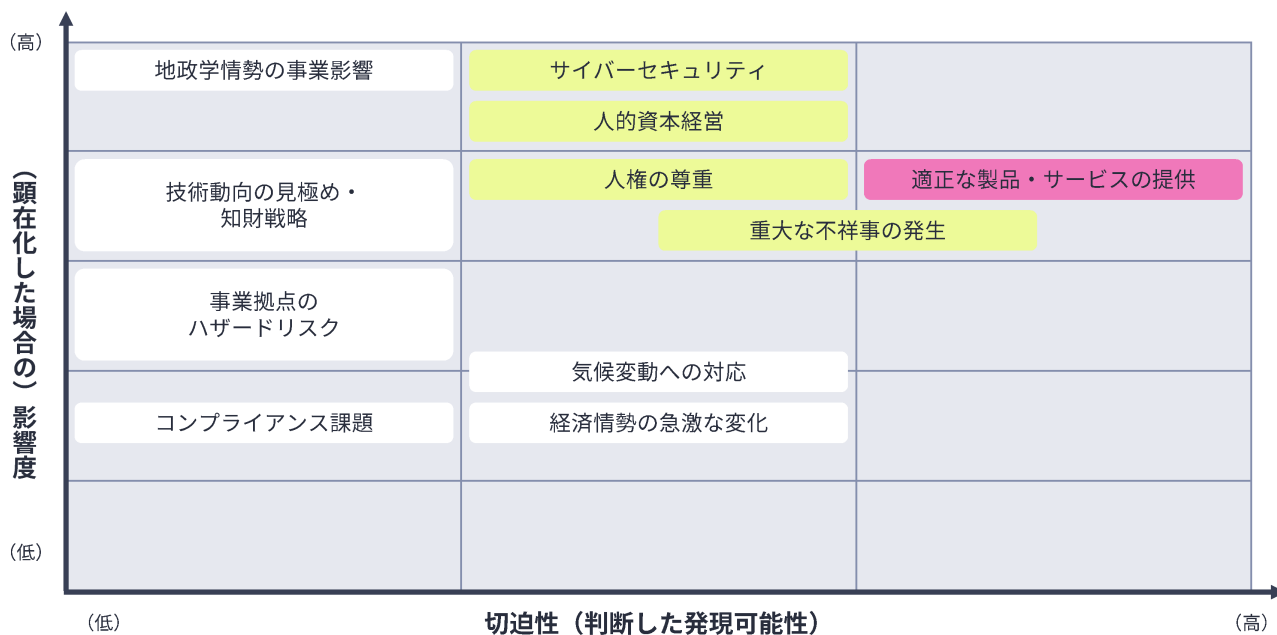 （高）
地政学情勢の事業影響
サイバーセキュリティ
人的資本経営
技術動向の見極め・
知財戦略
人権の尊重
適正な製品・サービスの提供
重大な不祥事の発生
（顕在化した場合の）影響度
事業拠点の
ハザードリスク
気候変動への対応
コンプライアンス課題
経済情勢の急激な変化
（低）
（低）
切迫性（判断した発現可能性）
（高）